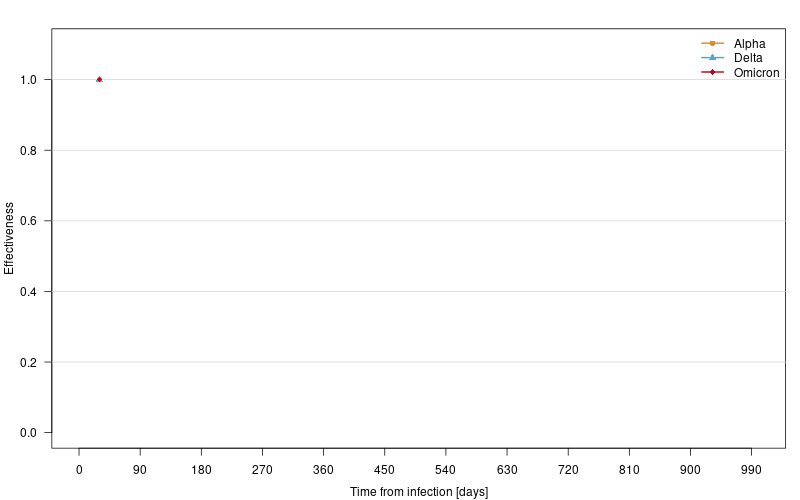 Alpha
Delta
Omicron
1.0
0.8
0.6
0.4
0.2
0.0
Effectiveness
0 90 180 270 360 450 540 630 720 810 900 990
Time from infection [days]